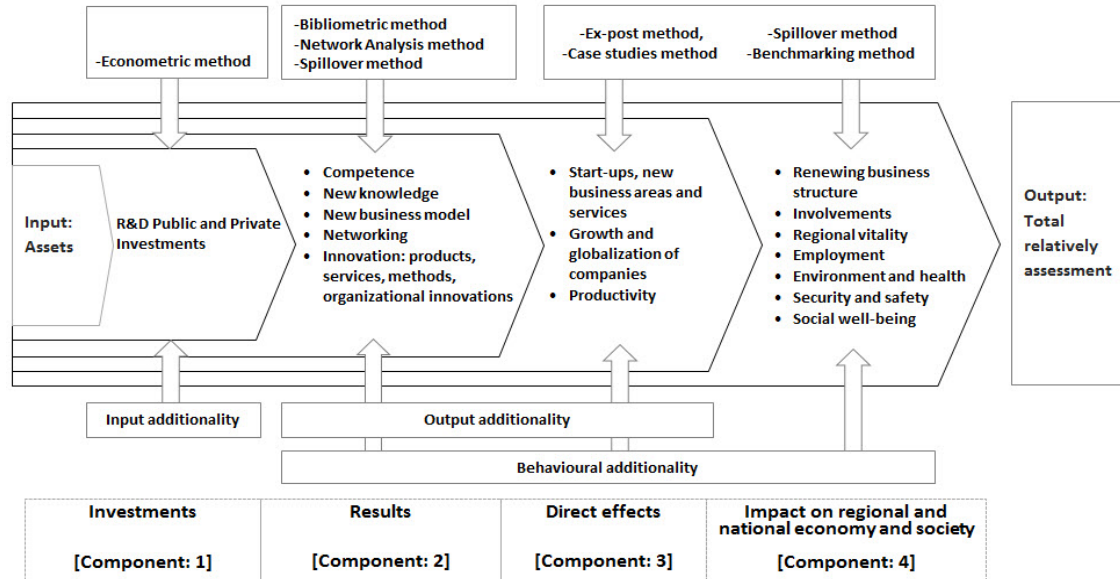 -Econometric method
-Bibliometric method
-Network Analysis method
-Spillover method
-Ex-post method,
-Case studies method
-Spillover method
-Benchmarking method
Input:
Assets
R&D Public and Private
Investments
• Competence
• New knowledge
• New business model
• Networking
• Innovation: products,
services, methods,
organizational innovations
• Start-ups, new
business areas and
services
• Growth and
globalization of
companies
• Productivity
• Renewing business
structure
• Involvements
• Regional vitality
• Employment
• Environment and health
• Security and safety
• Social well-being
Output:
Total
relatively
assessment
Input additionality
Output additionality
Behavioural additionality
Investments
[Component: 1]
Results
[Component: 2]
Direct effects
[Component: 3]
Impact on regional and
national economy and society
[Component: 4]